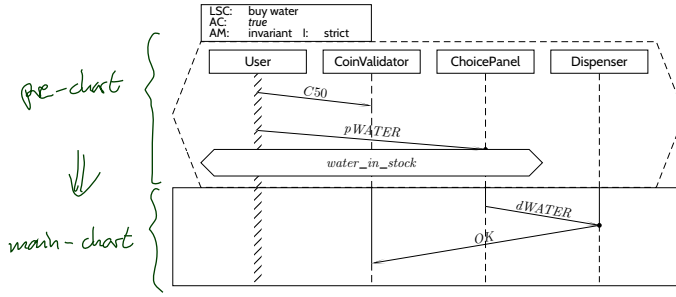 LSC: buy water
AC: true
AM: invariant I: strict
User CoinValidator ChoicePanel Dispenser
C50
pre-chart
pWATER
water_in_stock
dWATER
main-chart
OK